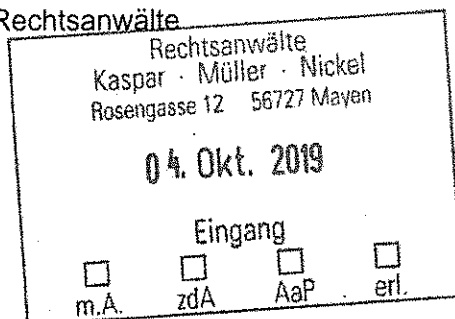 Rechtsanwälte
Rechtsanwälte
Kaspar · Müller · Nickel
Rosengasse 12 56727 Mayen
04. Okt. 2019
Eingang
m.A. zdA AaP erl.